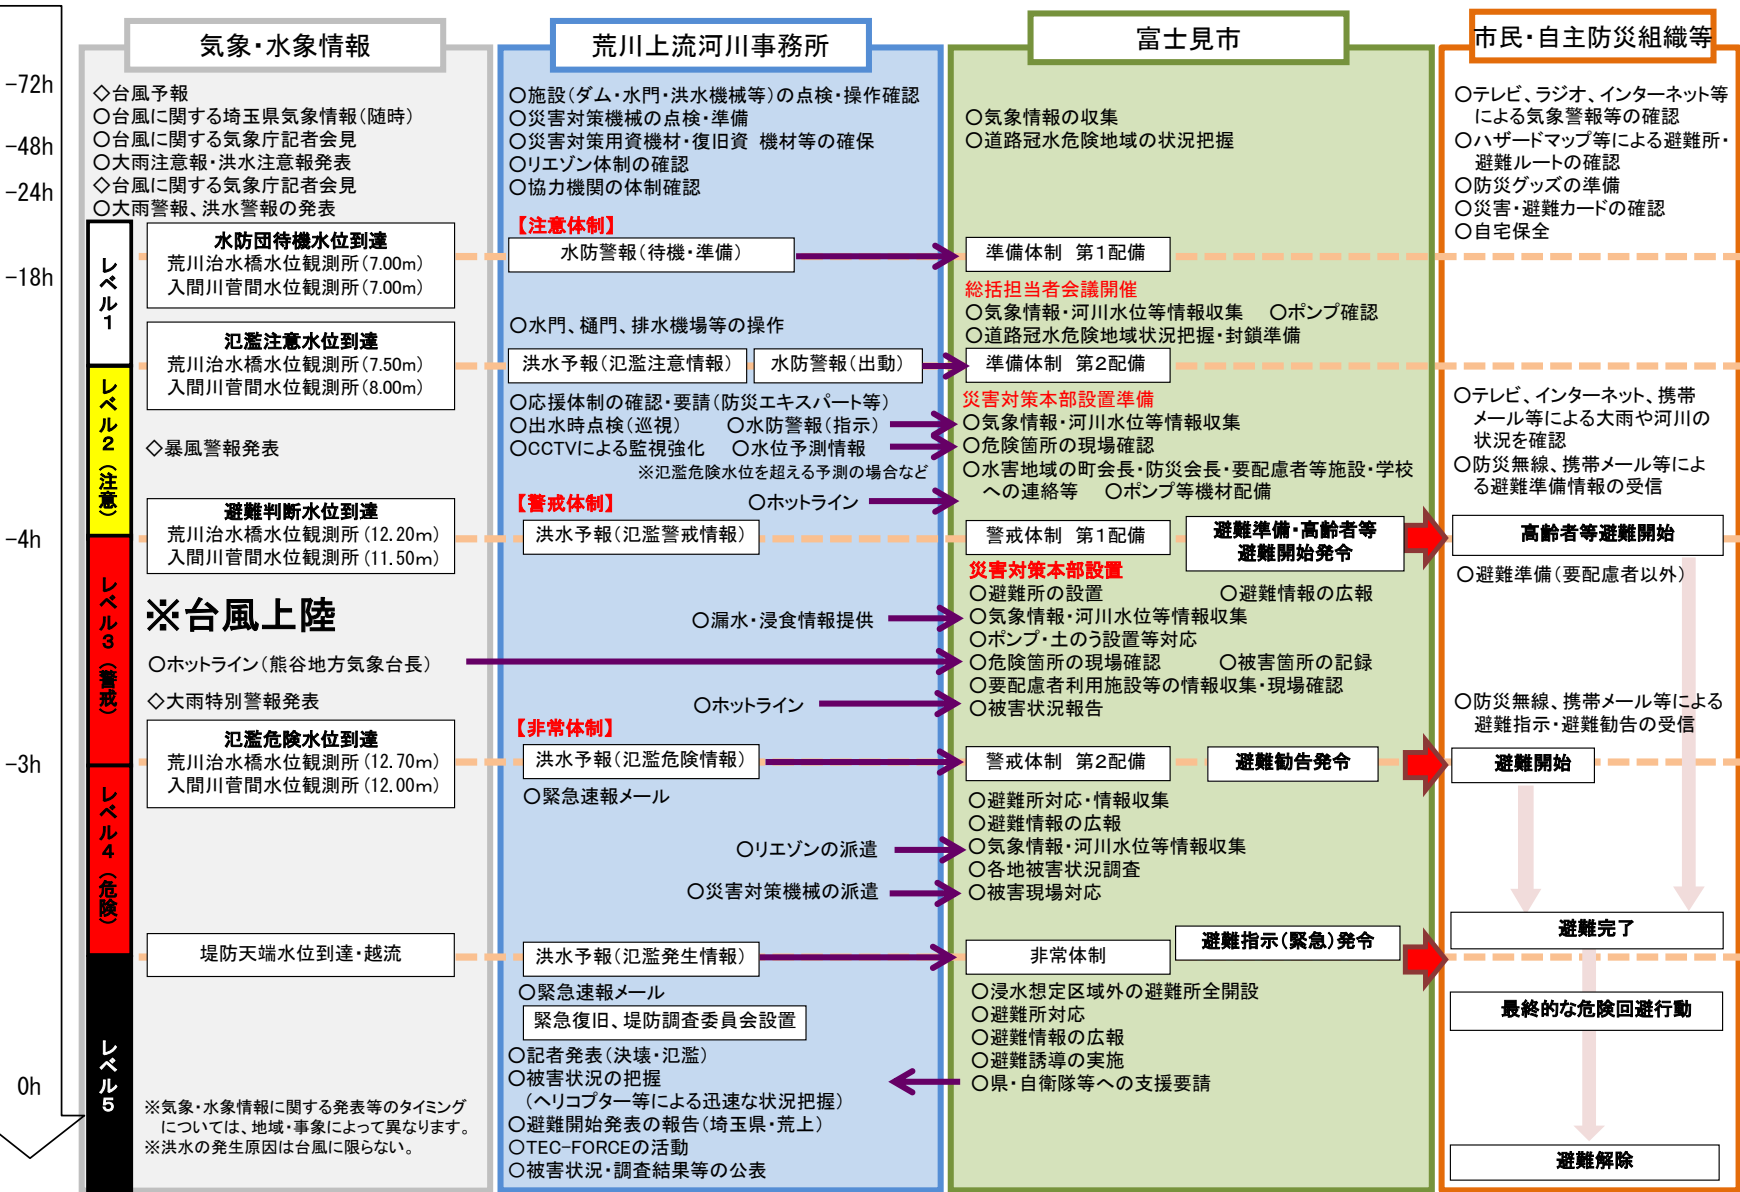 -72h
-48h
-24h
-18h
-4h
-3h
0h
気象・水象情報
◇台風予報
○台風に関する埼玉県気象情報(随時)
○台風に関する気象庁記者会見
○大雨注意報・洪水注意報発表
◇台風に関する気象庁記者会見
○大雨警報、洪水警報の発表
レベル1
レベル2(注意)
レベル3(警戒)
レベル4(危険)
レベル5
水防団待機水位到達
荒川治水橋水位観測所(7.00m)
入間川菅間水位観測所(7.00m)
氾濫注意水位到達
荒川治水橋水位観測所(7.50m)
入間川菅間水位観測所(8.00m)
◇暴風警報発表
避難判断水位到達
荒川治水橋水位観測所(12.20m)
入間川菅間水位観測所(11.50m)
※台風上陸
○ホットライン(熊谷地方気象台長)
◇大雨特別警報発表
氾濫危険水位到達
荒川治水橋水位観測所(12.70m)
入間川菅間水位観測所(12.00m)
堤防天端水位到達・越流
※気象・水象情報に関する発表等のタイミング
については、地域・事象によって異なります。
※洪水の発生原因は台風に限らない。
荒川上流河川事務所
○施設(ダム・水門・洪水機械等)の点検・操作確認
○災害対策機械の点検・準備
○災害対策用資機材・復旧資 機材等の確保
○リエゾン体制の確認
○協力機関の体制確認
【注意体制】
水防警報(待機・準備)
○水門、樋門、排水機場等の操作
洪水予報(氾濫注意情報)
水防警報(出動)
○応援体制の確認・要請(防災エキスパート等)
○出水時点検(巡視) ○水防警報(指示)
○CCTVによる監視強化 ○水位予測情報
※氾濫危険水位を超える予測の場合など
【警戒体制】
○ホットライン
洪水予報(氾濫警戒情報)
○漏水・浸食情報提供
○ホットライン
【非常体制】
洪水予報(氾濫危険情報)
○緊急速報メール
○リエゾンの派遣
○災害対策機械の派遣
洪水予報(氾濫発生情報)
○緊急速報メール
緊急復旧、堤防調査委員会設置
○記者発表(決壊・氾濫)
○被害状況の把握
(ヘリコプター等による迅速な状況把握)
○避難開始発表の報告(埼玉県・荒上)
○TEC-FORCEの活動
○被害状況・調査結果等の公表
富士見市
○気象情報の収集
○道路冠水危険地域の状況把握
準備体制 第1配備
総括担当者会議開催
○気象情報・河川水位等情報収集 ○ポンプ確認
○道路冠水危険地域状況把握・封鎖準備
準備体制 第2配備
災害対策本部設置準備
○気象情報・河川水位等情報収集
○危険箇所の現場確認
○水害地域の町会長・防災会長・要配慮者等施設・学校
への連絡等 ○ポンプ等機材配備
警戒体制 第1配備
避難準備・高齢者等
避難開始発令
災害対策本部設置
○避難所の設置 ○避難情報の広報
○気象情報・河川水位等情報収集
○ポンプ・土のう設置等対応
○危険箇所の現場確認 ○被害箇所の記録
○要配慮者利用施設等の情報収集・現場確認
○被害状況報告
警戒体制 第2配備
避難勧告発令
○避難所対応・情報収集
○避難情報の広報
○気象情報・河川水位等情報収集
○各地被害状況調査
○被害現場対応
非常体制
避難指示(緊急)発令
○浸水想定区域外の避難所全開設
○避難所対応
○避難情報の広報
○避難誘導の実施
○県・自衛隊等への支援要請
市民・自主防災組織等
○テレビ、ラジオ、インターネット等
による気象警報等の確認
○ハザードマップ等による避難所・
避難ルートの確認
○防災グッズの準備
○災害・避難カードの確認
○自宅保全
○テレビ、インターネット、携帯
メール等による大雨や河川の
状況を確認
○防災無線、携帯メール等によ
る避難準備情報の受信
高齢者等避難開始
○避難準備(要配慮者以外)
○防災無線、携帯メール等による
避難指示・避難勧告の受信
避難開始
避難完了
最終的な危険回避行動
避難解除